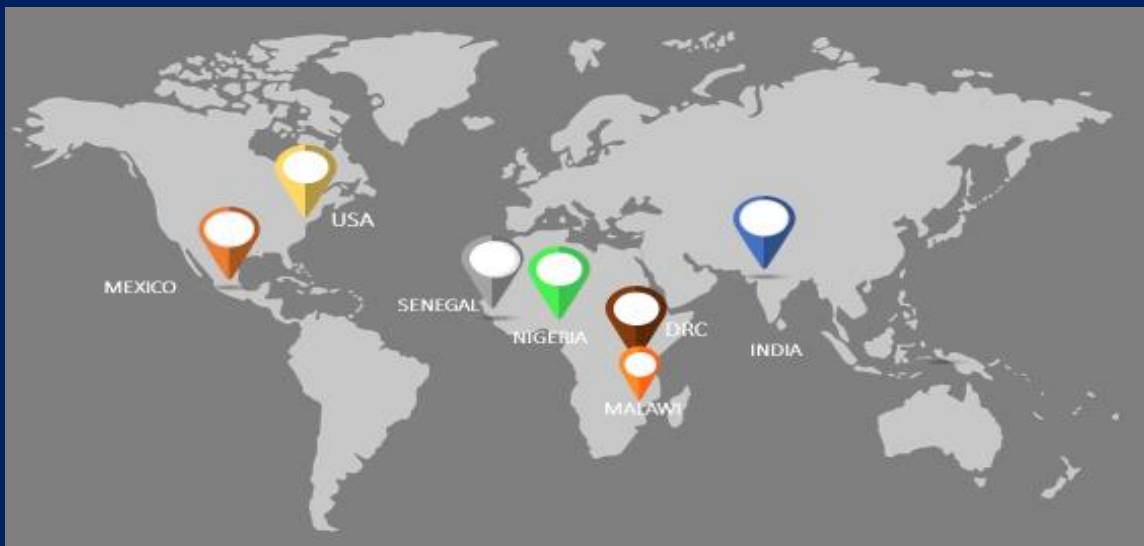 USA
MEXICO
SENEGAL
NIGERIA
DRC
INDIA
MALAWI